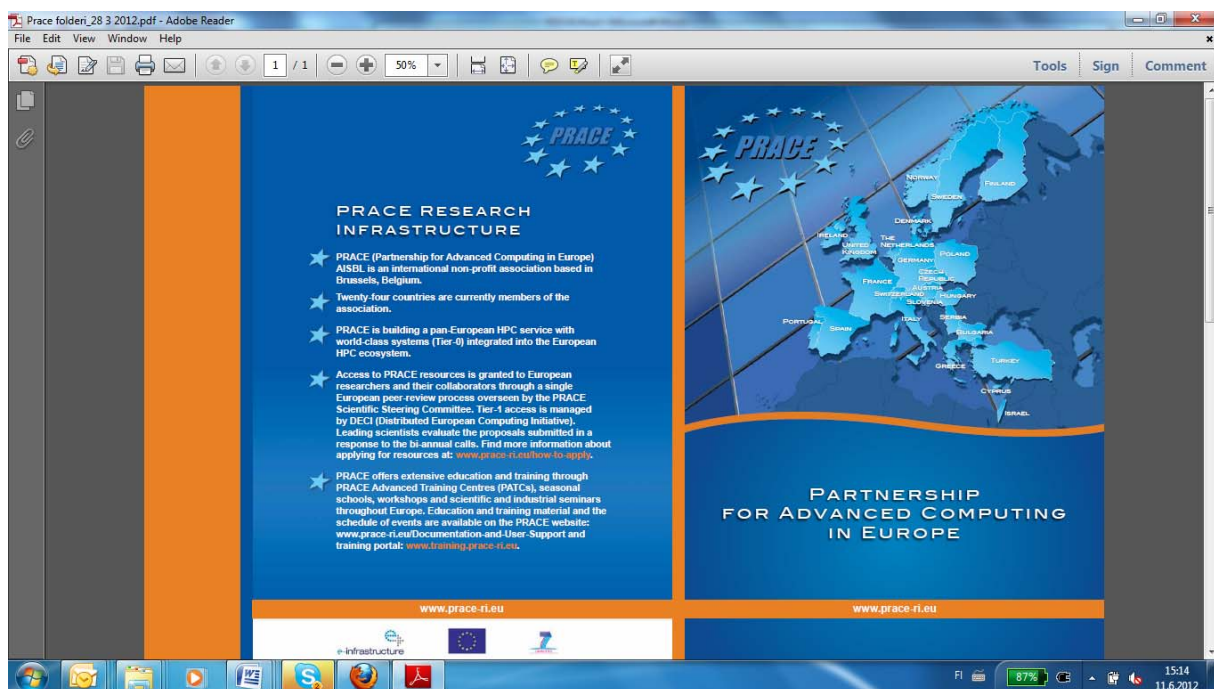 Prace folderi_28 3 2012.pdf - Adobe Reader
File Edit View Window Help
1 / 1 50% Tools Sign Comment
PRACE
PRACE RESEARCH
INFRASTRUCTURE
PRACE (Partnership for Advanced Computing in Europe)
AISBL is an international non-profit association based in
Brussels, Belgium.
Twenty-four countries are currently members of the
association.
PRACE is building a pan-European HPC service with
world-class systems (Tier-0) integrated into the European
HPC ecosystem.
Access to PRACE resources is granted to European
researchers and their collaborators through a single
European peer-review process overseen by the PRACE
Scientific Steering Committee. Tier-1 access is managed
by DECI (Distributed European Computing Initiative).
Leading scientists evaluate the proposals submitted in a
response to the bi-annual calls. Find more information about
applying for resources at: www.prace-ri.eu/how-to-apply.
PRACE offers extensive education and training through
PRACE Advanced Training Centres (PATCs), seasonal
schools, workshops and scientific and industrial seminars
throughout Europe. Education and training material and the
schedule of events are available on the PRACE website:
www.prace-ri.eu/Documentation-and-User-Support and
training portal: www.training.prace-ri.eu.
www.prace-ri.eu
e-infrastructure
PRACE
NORWAY
FINLAND
SWEDEN
DENMARK
IRELAND
UNITED
KINGDOM
THE
NETHERLANDS
GERMANY
POLAND
CZECH
REPUBLIC
FRANCE
AUSTRIA
SWITZERLAND
HUNGARY
SLOVENIA
PORTUGAL
SPAIN
ITALY
SERBIA
BULGARIA
GREECE
TURKEY
CYPRUS
ISRAEL
PARTNERSHIP
FOR ADVANCED COMPUTING
IN EUROPE
www.prace-ri.eu
FI 87% 15:14
11.6.2012